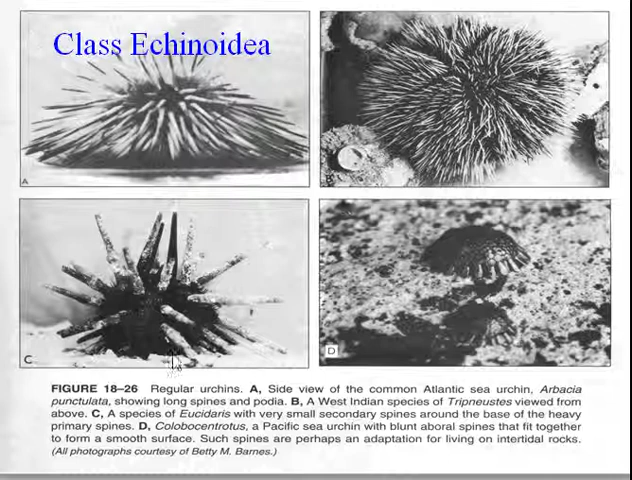 Class Echinoidea
A
B
C
D
FIGURE 18–26 Regular urchins. A, Side view of the common Atlantic sea urchin, Arbacia
punctulata, showing long spines and podia. B, A West Indian species of Tripneustes viewed from
above. C, A species of Eucidaris with very small secondary spines around the base of the heavy
primary spines. D, Colobocentrotus, a Pacific sea urchin with blunt aboral spines that fit together
to form a smooth surface. Such spines are perhaps an adaptation for living on intertidal rocks.
(All photographs courtesy of Betty M. Barnes.)